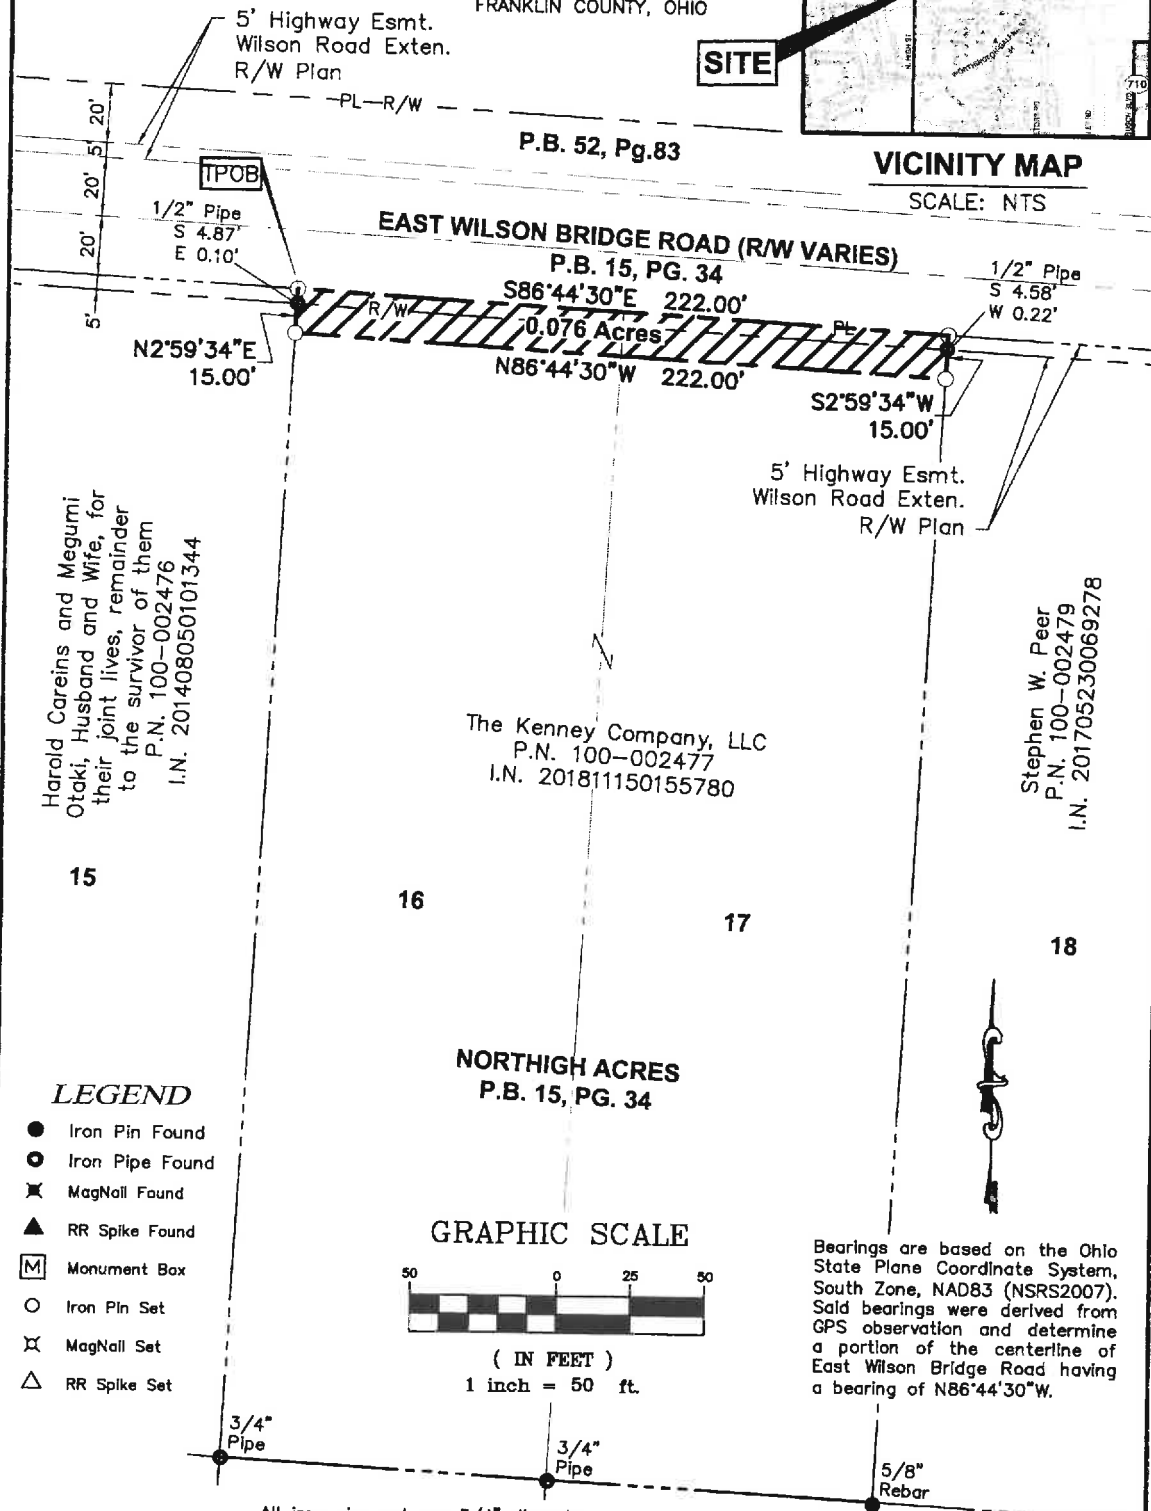 FRANKLIN COUNTY, OHIO
5' Highway Esmt.
Wilson Road Exten.
R/W Plan
SITE
710
PL-R/W
P.B. 52, Pg.83
VICINITY MAP
SCALE: NTS
20'
5'
20'
20'
5'
TPOB
1/2" Pipe
S 4.87'
E 0.10'
EAST WILSON BRIDGE ROAD (R/W VARIES)
P.B. 15, PG. 34
S86°44'30"E 222.00'
1/2" Pipe
S 4.58'
W 0.22'
R/W
0.076 Acres
PL
N2°59'34"E
15.00'
N86°44'30"W 222.00'
S2°59'34"W
15.00'
5' Highway Esmt.
Wilson Road Exten.
R/W Plan
Harold Careins and Megumi
Otaki, Husband and Wife, for
their joint lives, remainder
to the survivor of them
P.N. 100-002476
I.N. 201408050101344
The Kenney Company, LLC
P.N. 100-002477
I.N. 201811150155780
Stephen W. Peer
P.N. 100-002479
I.N. 201705230069278
15
16
17
18
NORTHIGH ACRES
P.B. 15, PG. 34
LEGEND
Iron Pin Found
Iron Pipe Found
MagNail Found
RR Spike Found
M Monument Box
Iron Pin Set
MagNail Set
RR Spike Set
GRAPHIC SCALE
50 0 25 50
( IN FEET )
1 inch = 50 ft.
Bearings are based on the Ohio
State Plane Coordinate System,
South Zone, NAD83 (NSRS2007).
Said bearings were derived from
GPS observation and determine
a portion of the centerline of
East Wilson Bridge Road having
a bearing of N86°44'30"W.
3/4"
Pipe
3/4"
Pipe
5/8"
Rebar